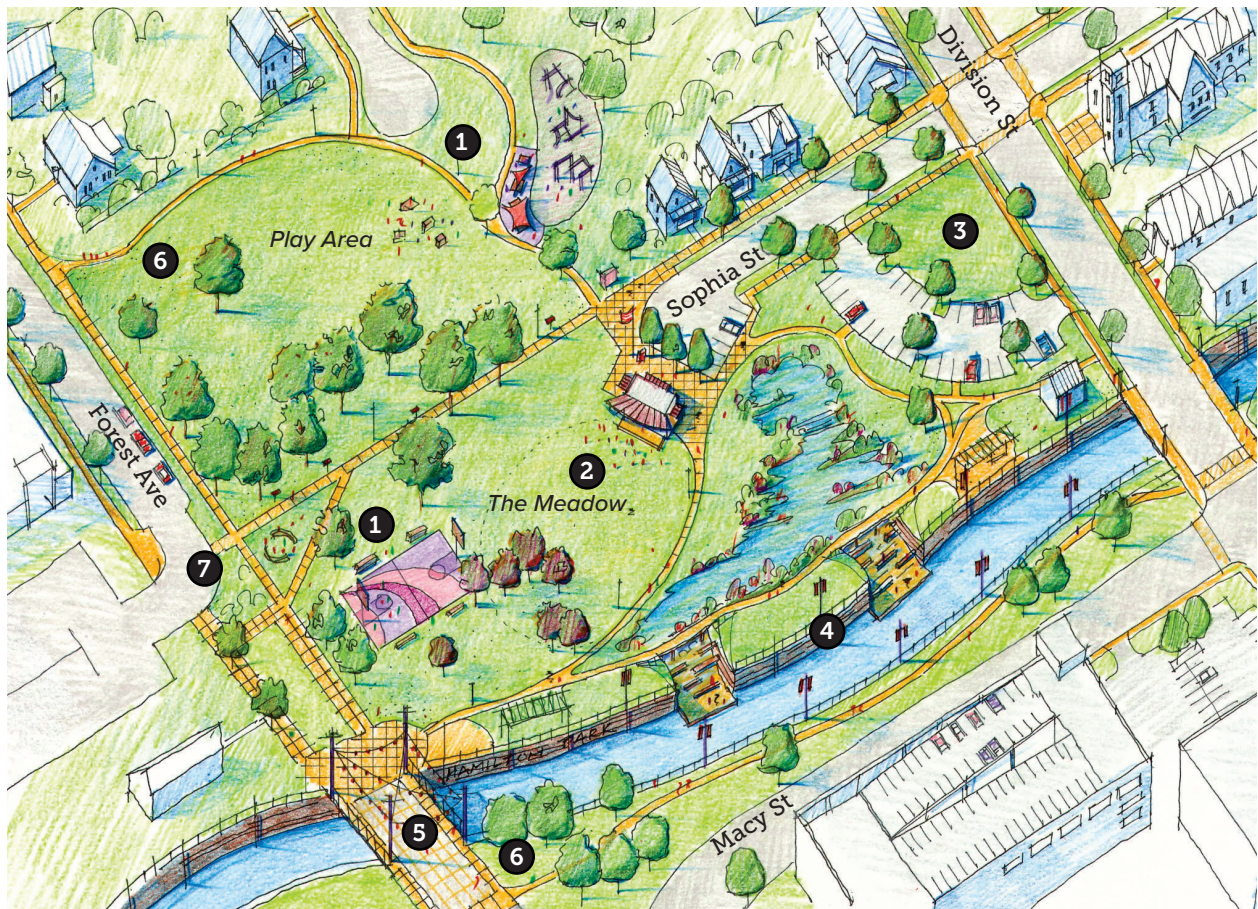 Division St
1
3
Play Area
6
Sophia St
Forest Ave
2
The Meadow
1
7
4
HAMILTON PARK
5
Macy St
6